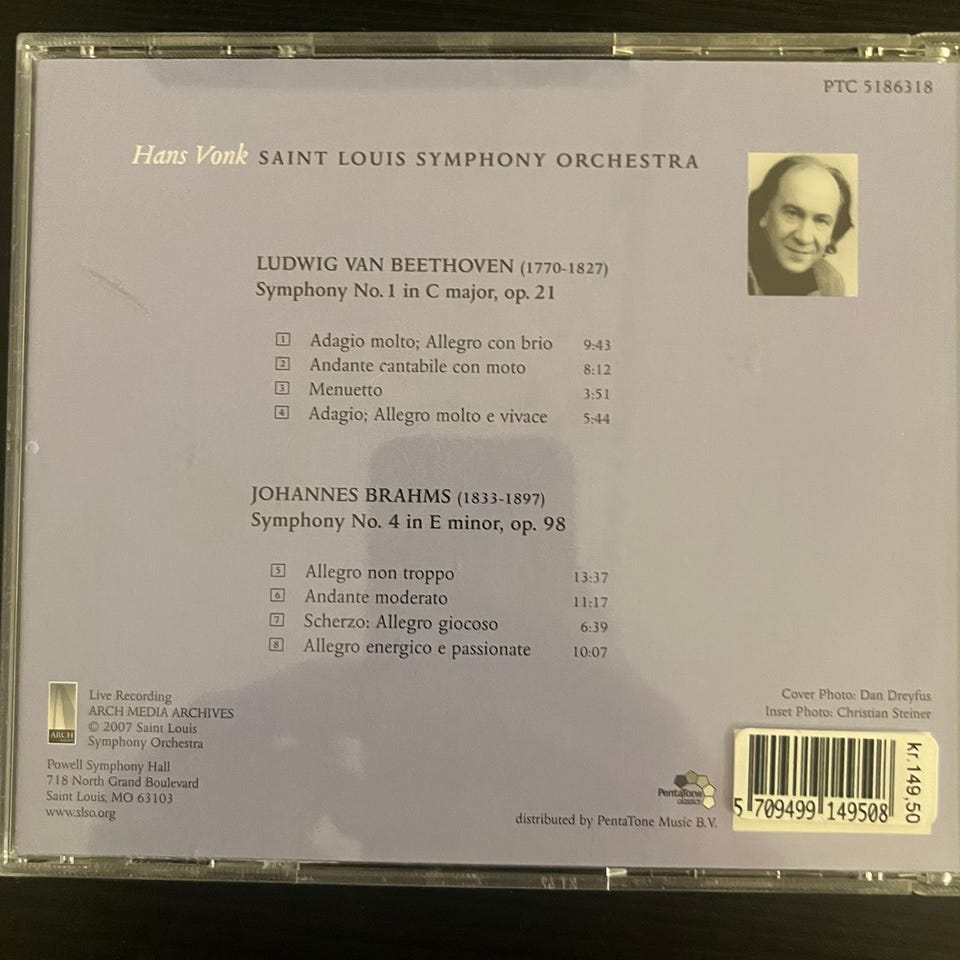 PTC 5186318
Hans Vonk SAINT LOUIS SYMPHONY ORCHESTRA
LUDWIG VAN BEETHOVEN (1770-1827)
Symphony No. 1 in C major, op. 21
1 Adagio molto; Allegro con brio 9:43
2 Andante cantabile con moto 8:12
3 Menuetto 3:51
4 Adagio; Allegro molto e vivace 5:44
JOHANNES BRAHMS (1833-1897)
Symphony No. 4 in E minor, op. 98
5 Allegro non troppo 13:37
6 Andante moderato 11:17
7 Scherzo: Allegro giocoso 6:39
8 Allegro energico e passionate 10:07
ARCH
Live Recording
ARCH MEDIA ARCHIVES
© 2007 Saint Louis
Symphony Orchestra
Powell Symphony Hall
718 North Grand Boulevard
Saint Louis, MO 63103
www.slso.org
Cover Photo: Dan Dreyfus
Inset Photo: Christian Steiner
PentaTone
classics
distributed by PentaTone Music B.V.
5 709499 149508
kr. 149,50